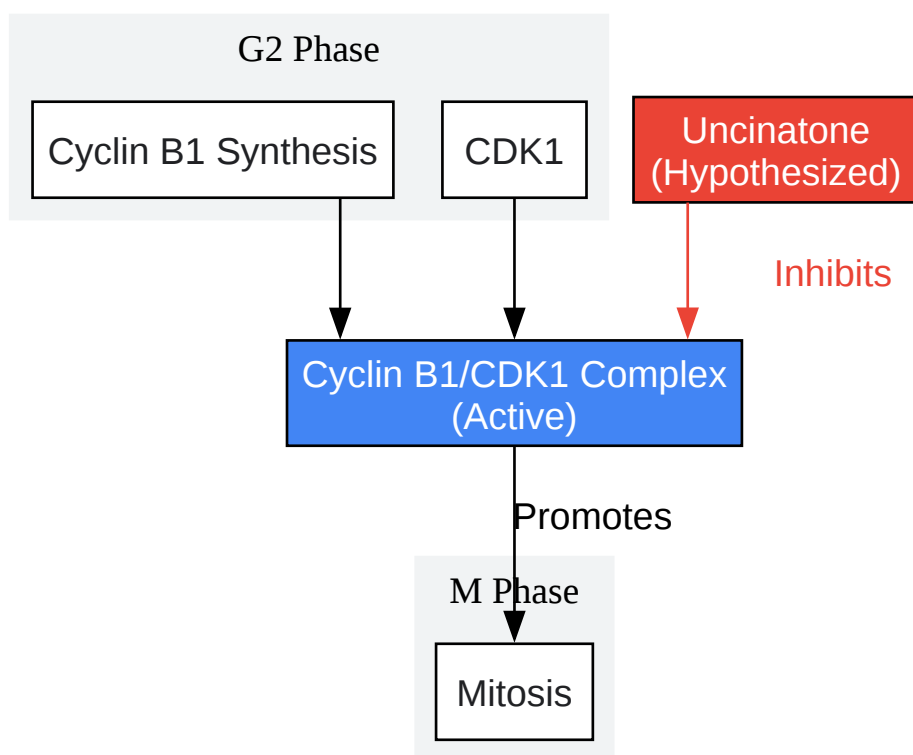 G2 Phase
Cyclin B1 Synthesis
CDK1
Uncinatone
(Hypothesized)
Inhibits
Cyclin B1/CDK1 Complex
(Active)
Promotes
M Phase
Mitosis